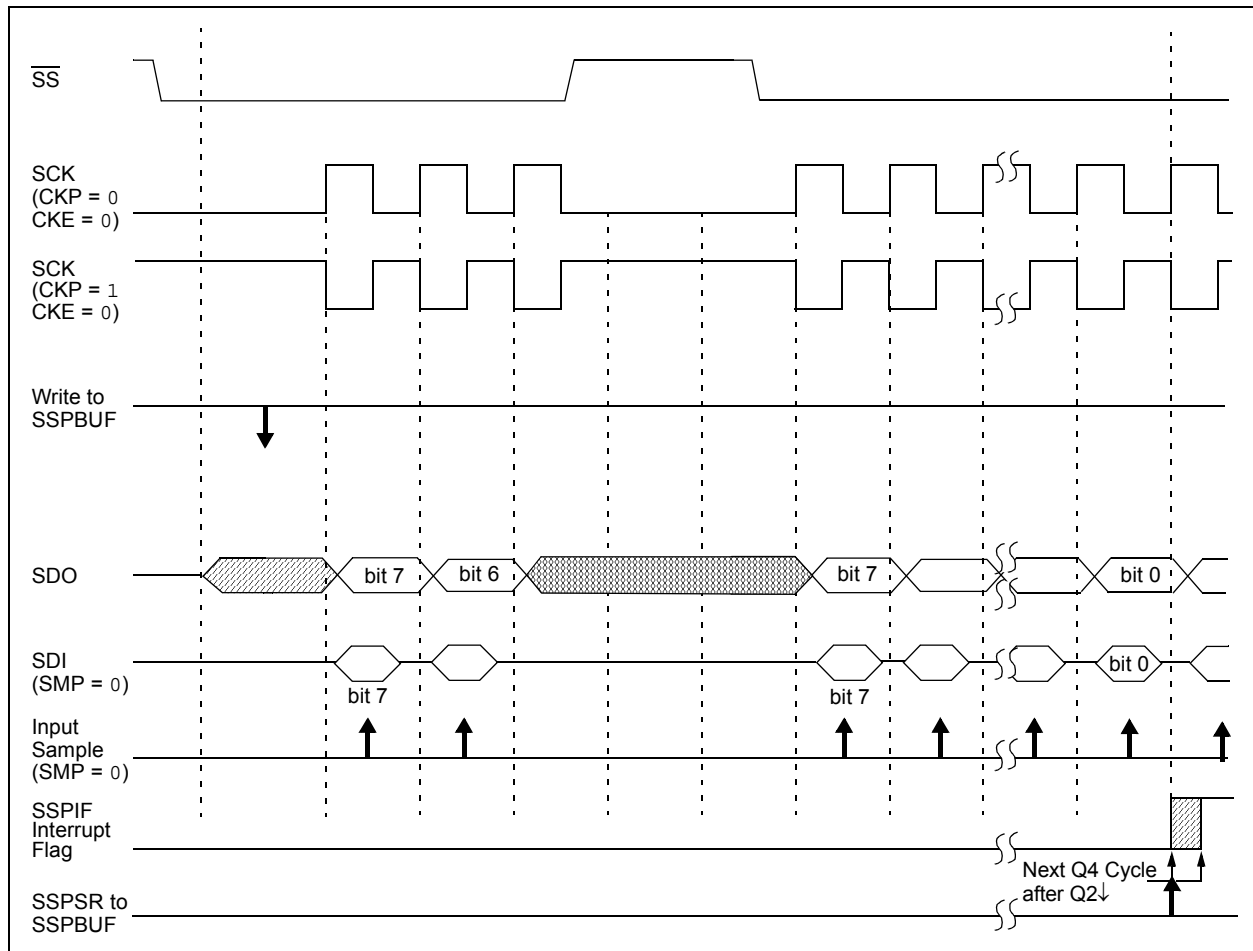 SS
SCK
(CKP = 0
CKE = 0)
SCK
(CKP = 1
CKE = 0)
Write to
SSPBUF
SDO
bit 7
bit 6
bit 7
bit 0
SDI
(SMP = 0)
bit 7
bit 7
bit 0
Input
Sample
(SMP = 0)
SSPIF
Interrupt
Flag
Next Q4 Cycle
after Q2↓
SSPSR to
SSPBUF